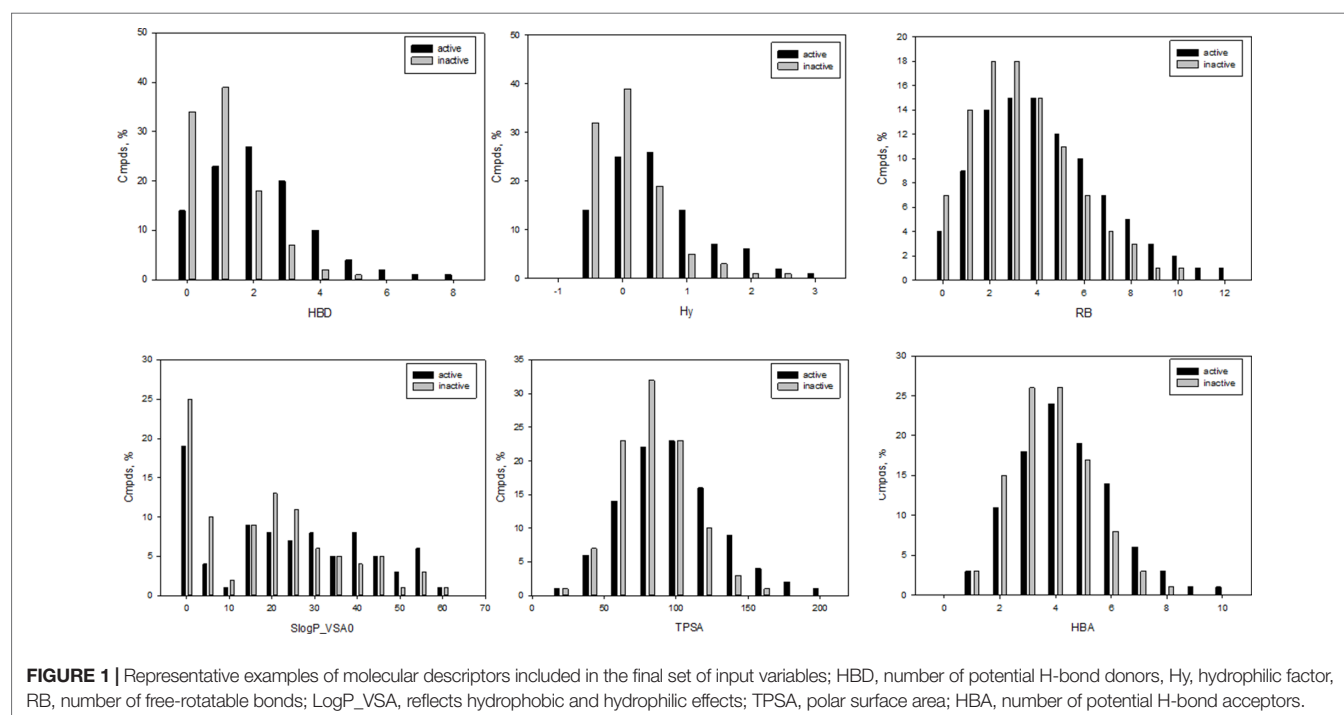 50
40
30
20
10
0
Cmpds, %
active
inactive
0 2 4 6 8
HBD
50
40
30
20
10
0
Cmpds, %
active
inactive
-1 0 1 2 3
Hy
20
18
16
14
12
10
8
6
4
2
0
Cmpds, %
active
inactive
0 2 4 6 8 10 12
RB
30
25
20
15
10
5
0
Cmpds, %
active
inactive
0 10 20 30 40 50 60 70
SlogP_VSA0
35
30
25
20
15
10
5
0
Cmpds, %
active
inactive
0 50 100 150 200
TPSA
30
25
20
15
10
5
0
Cmpds, %
active
inactive
0 2 4 6 8 10
HBA
FIGURE 1 | Representative examples of molecular descriptors included in the final set of input variables; HBD, number of potential H-bond donors, Hy, hydrophilic factor,
RB, number of free-rotatable bonds; LogP_VSA, reflects hydrophobic and hydrophilic effects; TPSA, polar surface area; HBA, number of potential H-bond acceptors.